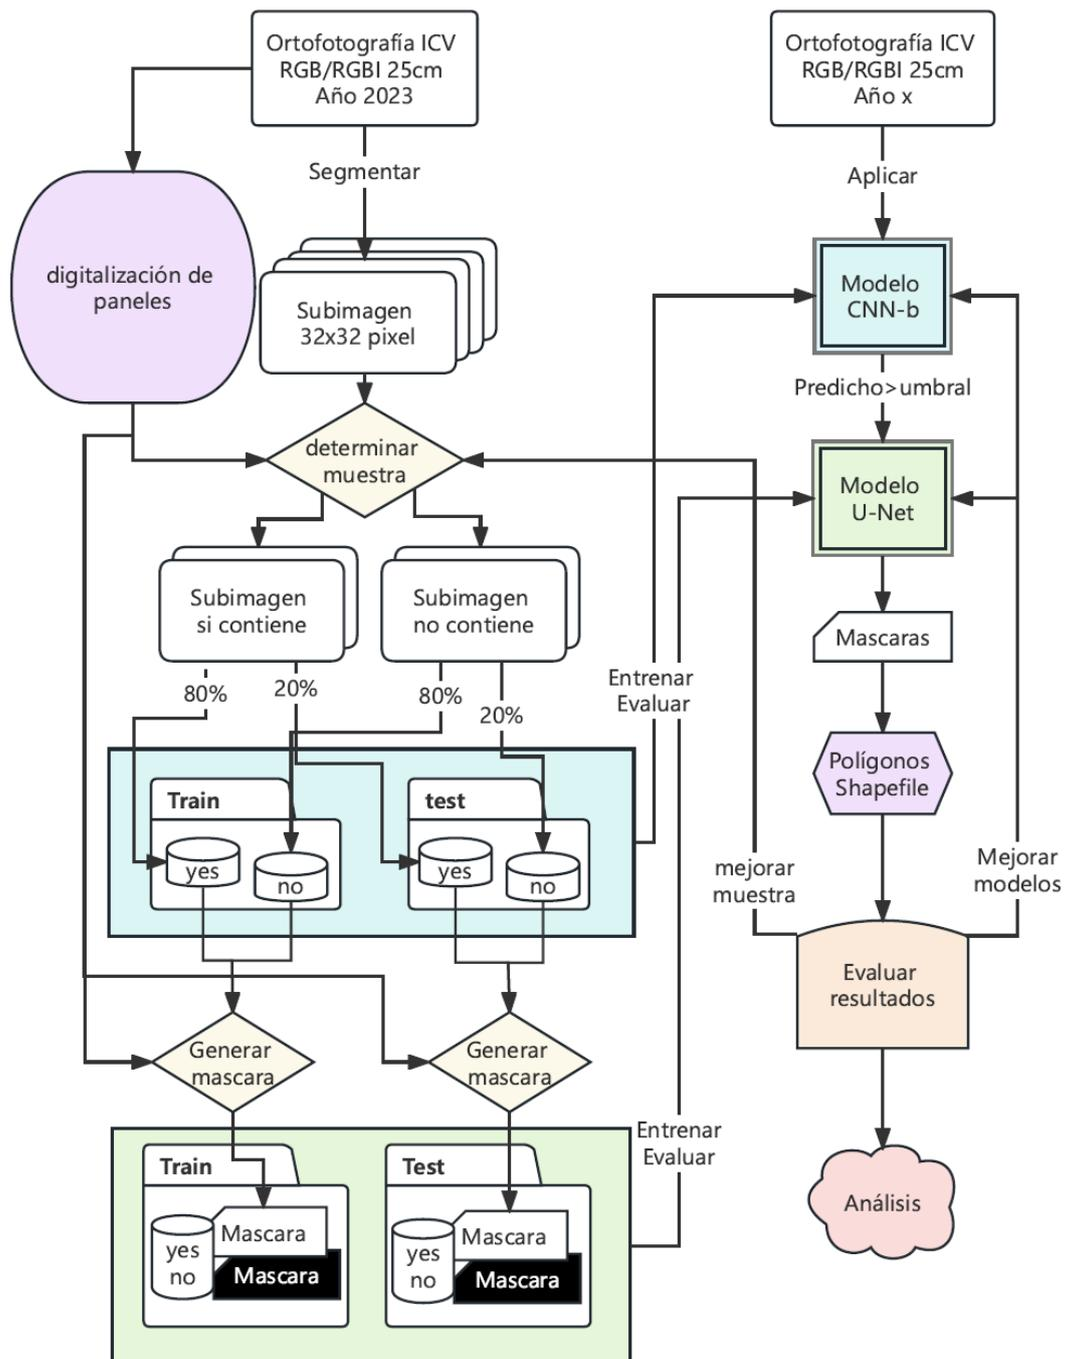 Ortofotografía ICV
RGB/RGBI 25cm
Año 2023
Ortofotografía ICV
RGB/RGBI 25cm
Año x
Segmentar
Aplicar
digitalización de
paneles
Subimagen
32x32 pixel
Modelo
CNN-b
Predicho>umbral
determinar
muestra
Modelo
U-Net
Subimagen
si contiene
Subimagen
no contiene
Mascaras
80%
20%
80%
20%
Entrenar
Evaluar
Polígonos
Shapefile
Train
yes
no
test
yes
no
mejorar
muestra
Mejorar
modelos
Evaluar
resultados
Generar
mascara
Generar
mascara
Entrenar
Evaluar
Train
yes
no
Mascara
Mascara
Test
yes
no
Mascara
Mascara
Análisis